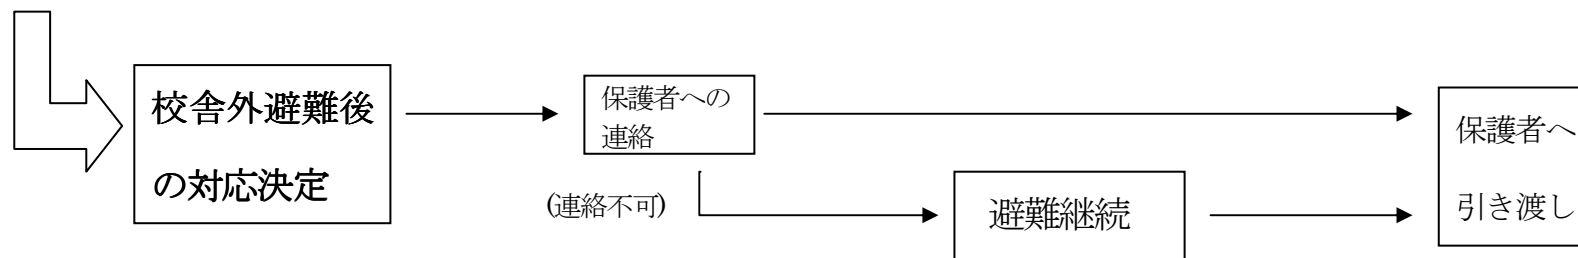 校舎外避難後
の対応決定
保護者への
連絡
(連絡不可)
避難継続
保護者へ
引き渡し